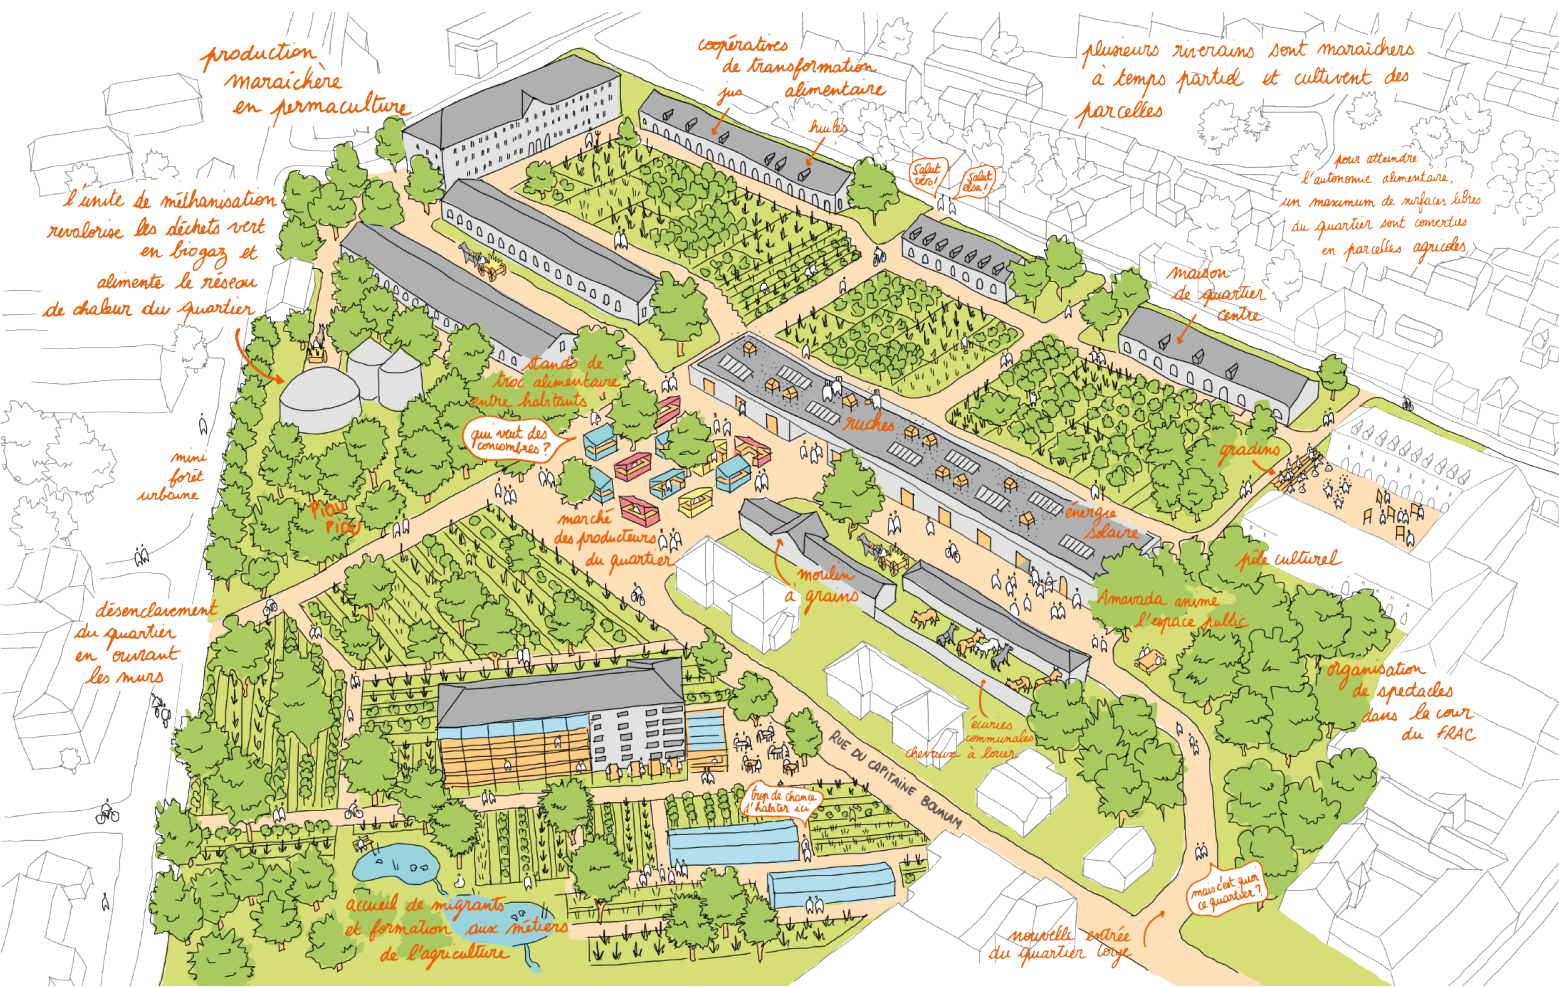 production
maraîchère
en permaculture
coopératives
de transformation
alimentaire
jus
huiles
plusieurs riverains sont maraîchers
à temps partiel et cultivent des
parcelles
pour atteindre
l'autonomie alimentaire,
un maximum de surfaces libres
du quartier sont converties
en parcelles agricoles
Salut
Salut
elsa!
l'unité de méthanisation
revalorise les déchets vert
en biogaz et
alimente le réseau
de chaleur du quartier
maison
de quartier
centre
stands de
troc alimentaire
entre habitants
qui veut des
concombres?
ruches
gradins
mini
forêt
urbaine
Piou
Piou
marché
des producteurs
du quartier
énergie
solaire
pôle culturel
moulin
à grains
Amavada anime
l'espace public
désenclavement
du quartier
en ouvrant
les murs
organisation
de spectacles
dans la cour
du FRAC
écuries
communales
chevaux à louer
RUE DU CAPITAINE
trop de chance
d'habiter ici
mais c'est quoi
ce quartier?
accueil de migrants
et formation aux métiers
de l'agriculture
nouvelle entrée
du quartier